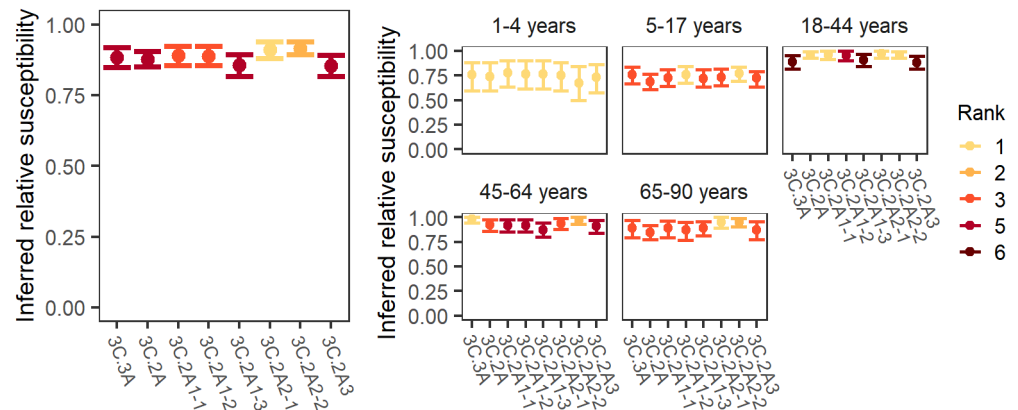 Inferred relative susceptibility
1.00
0.75
0.50
0.25
0.00
3C.3A
3C.2A
3C.2A1-1
3C.2A1-2
3C.2A1-3
3C.2A2-1
3C.2A2-2
3C.2A3
Inferred relative susceptibility
1-4 years
5-17 years
18-44 years
1.00
0.75
0.50
0.25
0.00
3C.3A
3C.2A
3C.2A1-1
3C.2A1-2
3C.2A1-3
3C.2A2-1
3C.2A2-2
3C.2A3
45-64 years
65-90 years
1.00
0.75
0.50
0.25
0.00
3C.3A
3C.2A
3C.2A1-1
3C.2A1-2
3C.2A1-3
3C.2A2-1
3C.2A2-2
3C.2A3
3C.3A
3C.2A
3C.2A1-1
3C.2A1-2
3C.2A1-3
3C.2A2-1
3C.2A2-2
3C.2A3
Rank
1
2
3
5
6